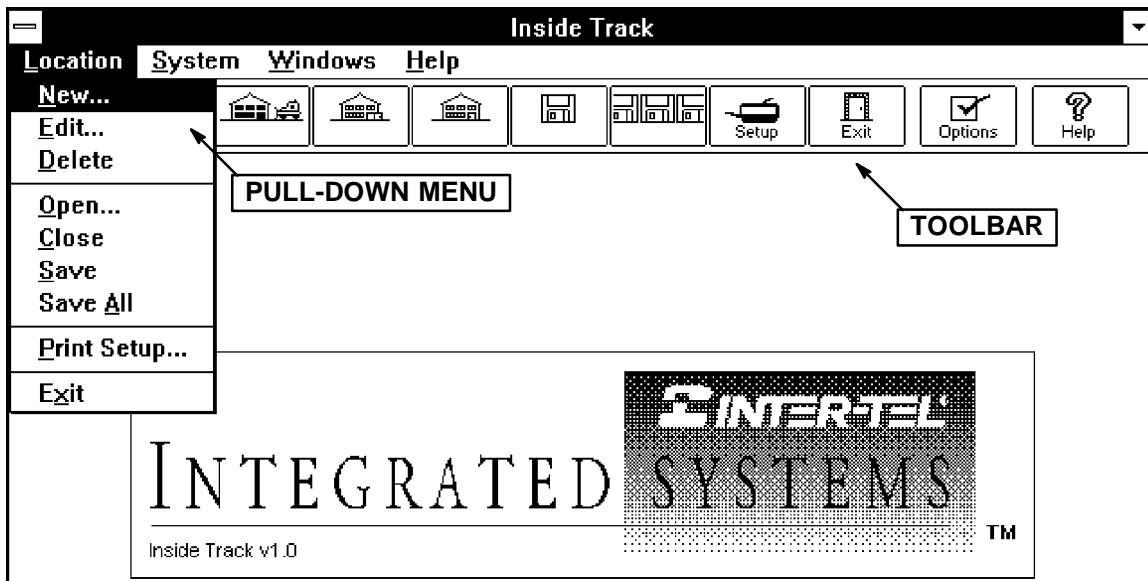 Inside Track
Location System Windows Help
New...
Edit...
Delete
Open...
Close
Save
Save All
Print Setup...
Exit
Setup Exit Options Help
PULL-DOWN MENU
TOOLBAR
INTER-TEL
INTEGRATED SYSTEMS
TM
Inside Track v1.0